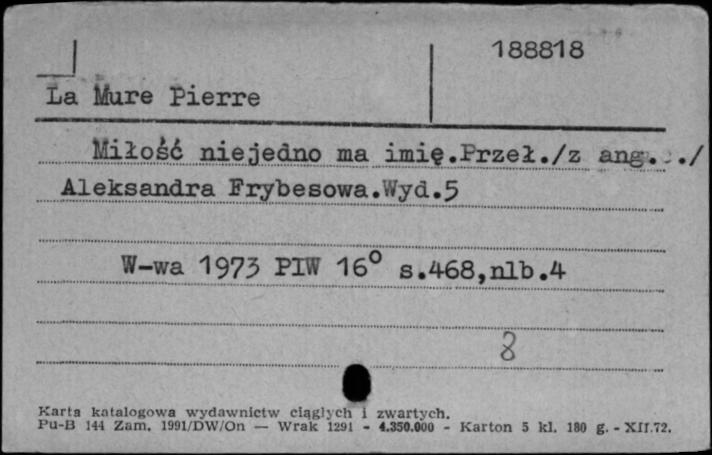 188818
La Mure Pierre
Miłość niejedno ma imię.Przeł./z ang. ./
Aleksandra Frybesowa.Wyd.5
W-wa 1973 PIW 16° s.468,nlb.4
8
Karta katalogowa wydawnictw ciągłych i zwartych.
Pu-B 144 Zam. 1991/DW/On — Wrak 1291 - 4.350.000 - Karton 5 kl. 180 g. - XII.72.